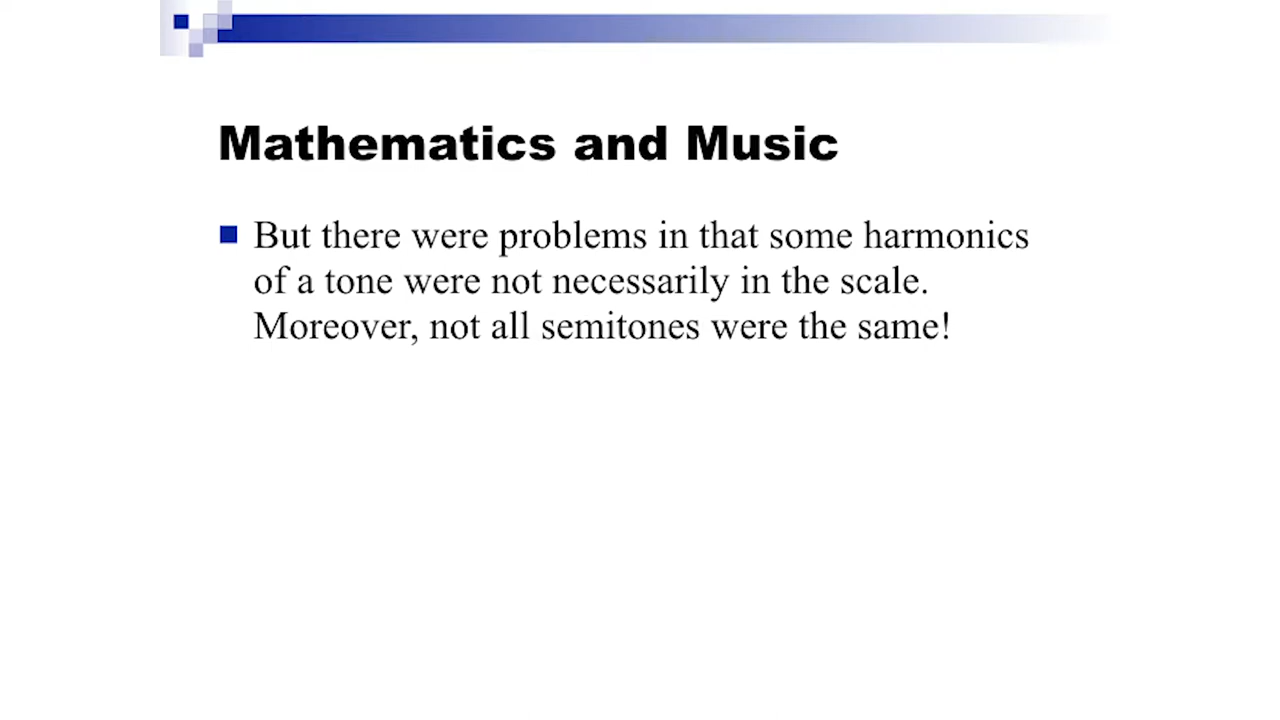 Mathematics and Music
But there were problems in that some harmonics
of a tone were not necessarily in the scale.
Moreover, not all semitones were the same!